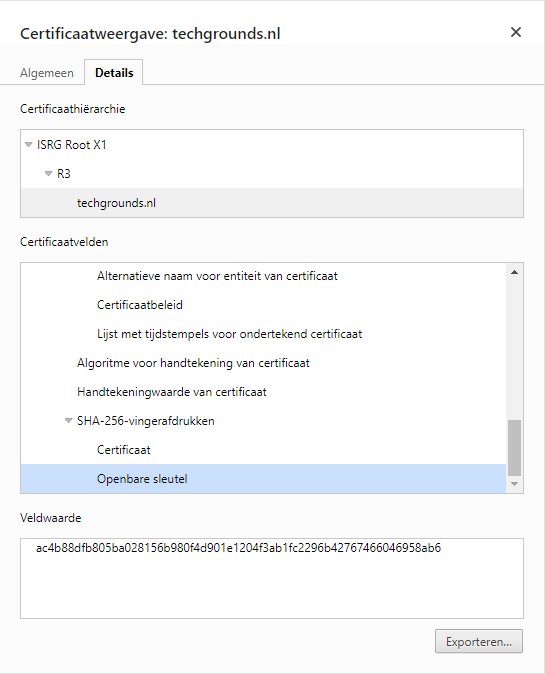 Certificaatweergave: techgrounds.nl
Algemeen Details
Certificaathiërarchie
ISRG Root X1
R3
techgrounds.nl
Certificaatvelden
Alternatieve naam voor entiteit van certificaat
Certificaatbeleid
Lijst met tijdstempels voor ondertekend certificaat
Algoritme voor handtekening van certificaat
Handtekeningwaarde van certificaat
SHA-256-vingerafdrukken
Certificaat
Openbare sleutel
Veldwaarde
ac4b88dfb805ba028156b980f4d901e1204f3ab1fc2296b42767466046958ab6
Exporteren...